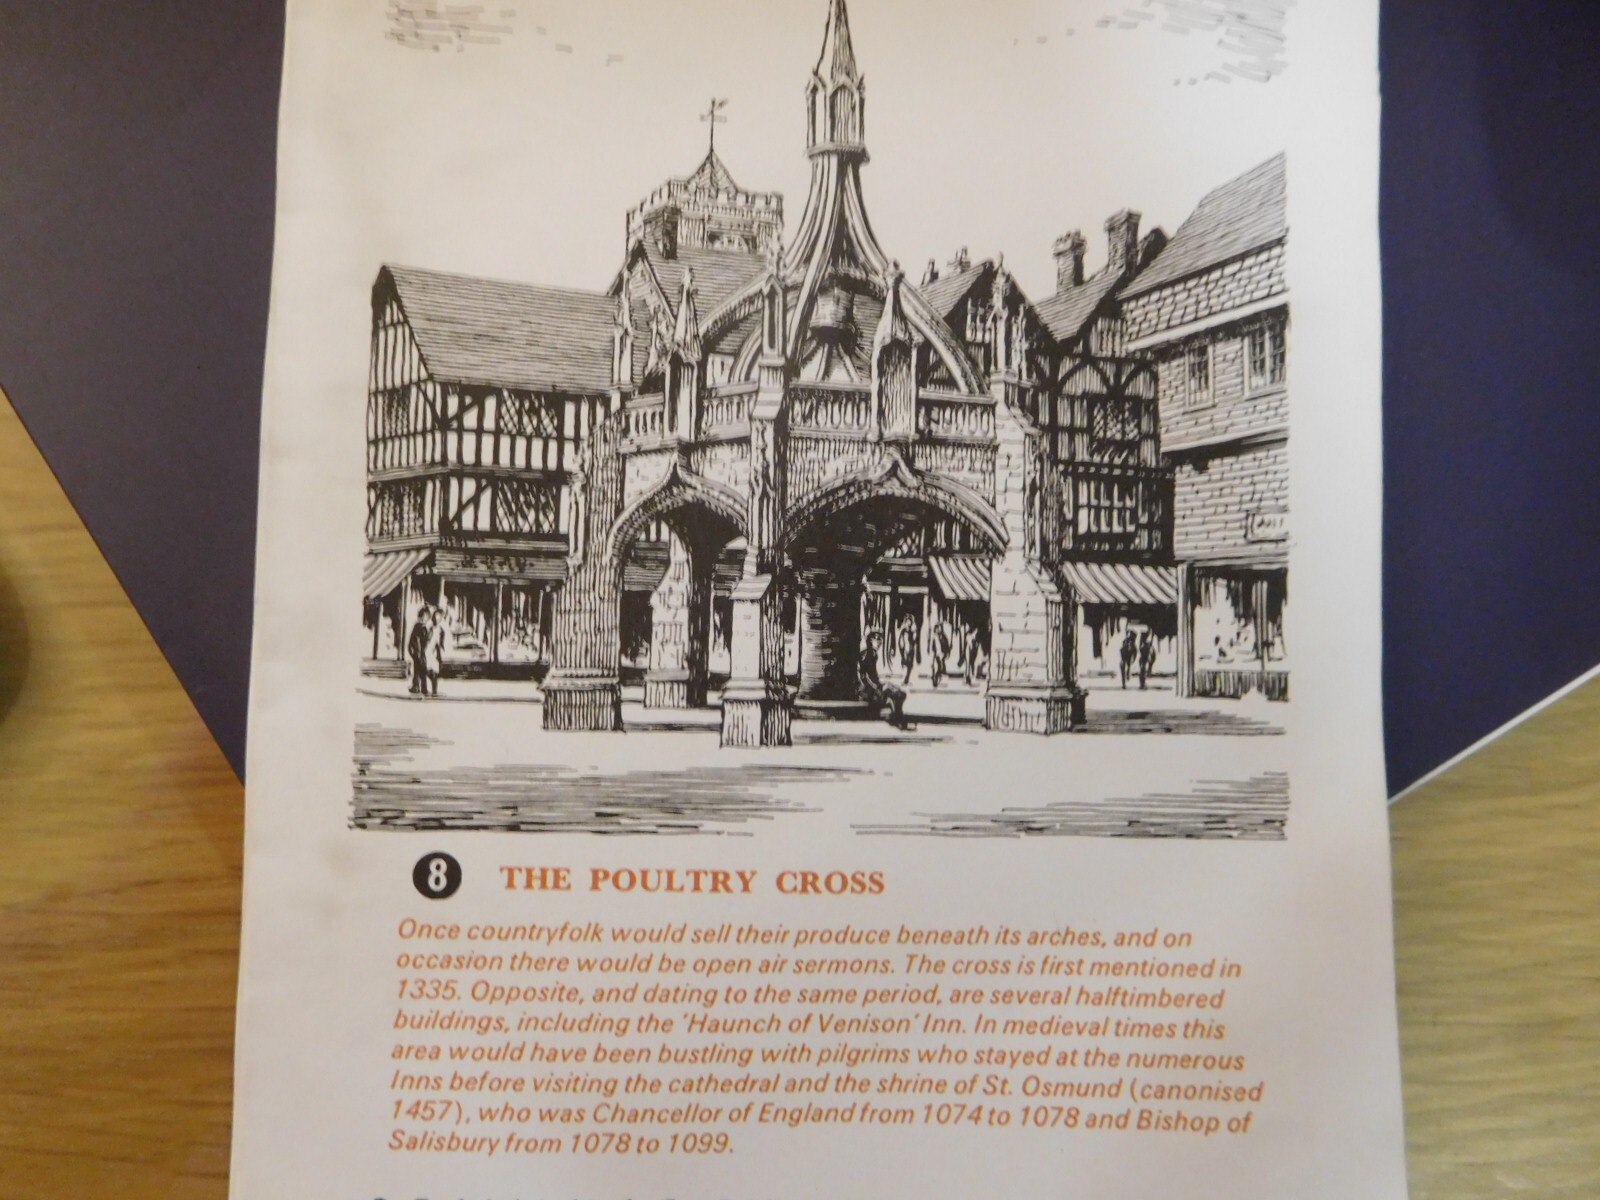 8 THE POULTRY CROSS
Once countryfolk would sell their produce beneath its arches, and on
occasion there would be open air sermons. The cross is first mentioned in
1335. Opposite, and dating to the same period, are several halftimbered
buildings, including the 'Haunch of Venison' Inn. In medieval times this
area would have been bustling with pilgrims who stayed at the numerous
Inns before visiting the cathedral and the shrine of St. Osmund (canonised
1457), who was Chancellor of England from 1074 to 1078 and Bishop of
Salisbury from 1078 to 1099.